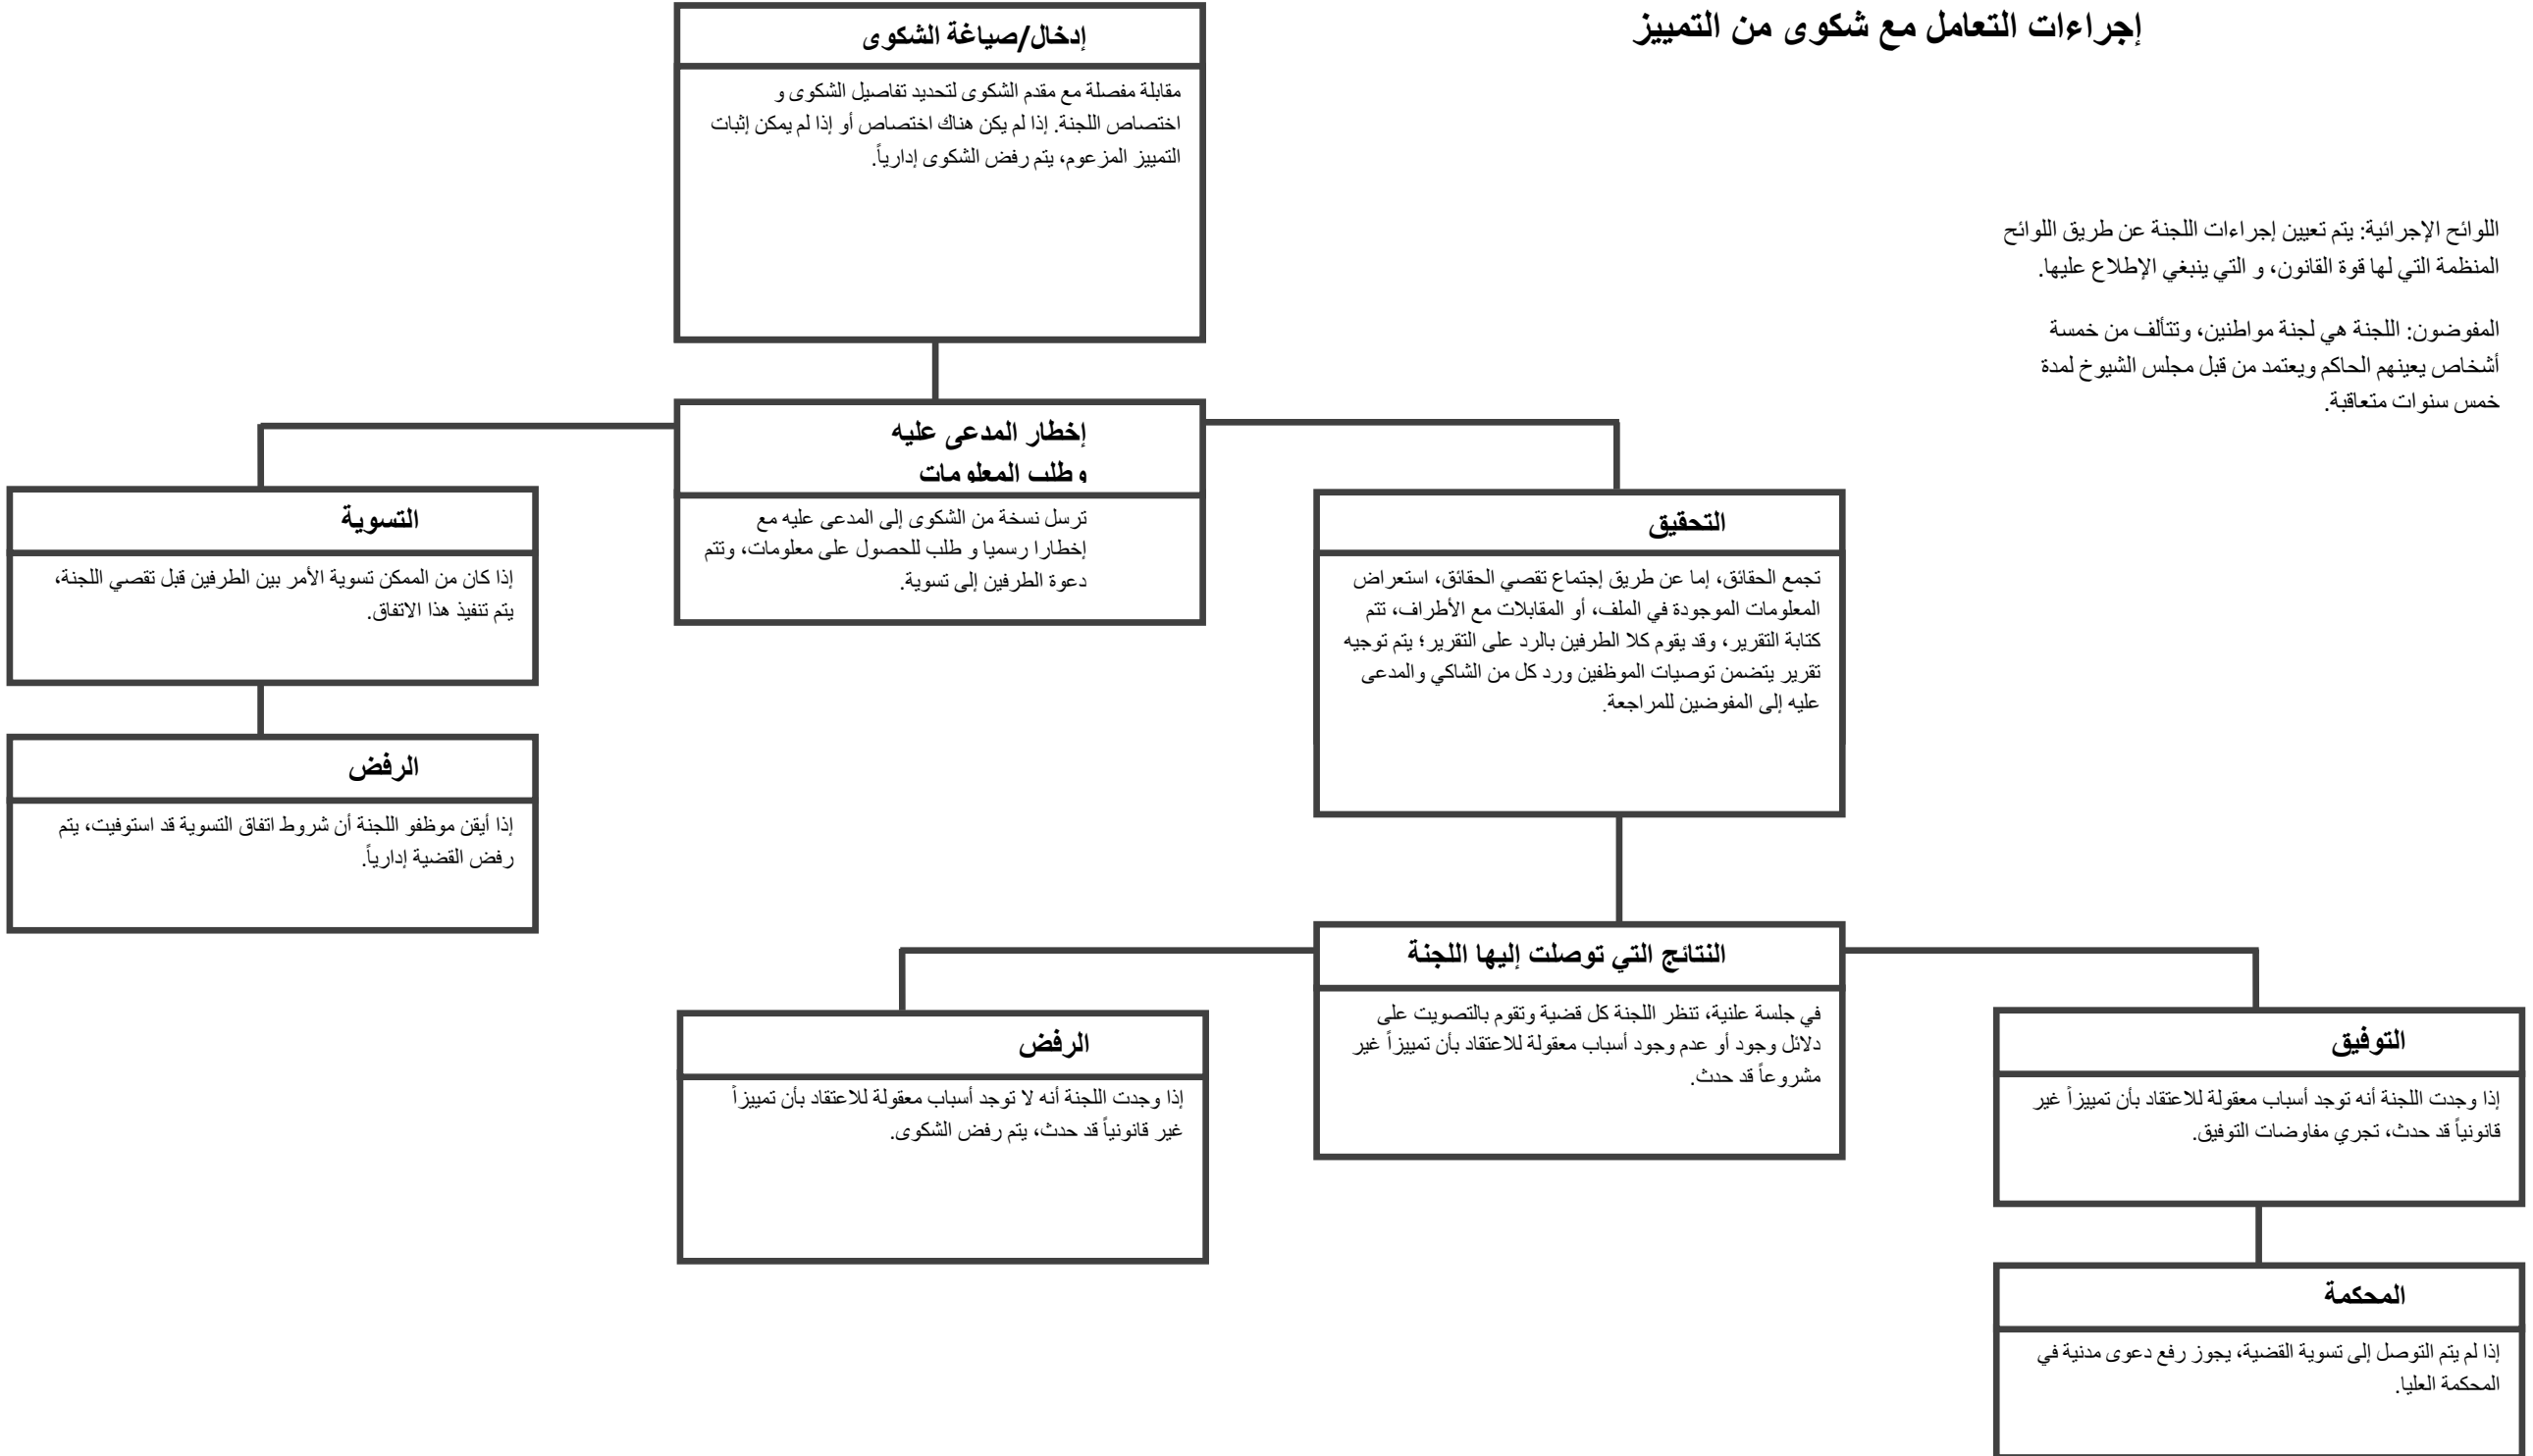 إجراءات التعامل مع شكوى من التمييز
إدخال/صياغة الشكوى
مقابلة مفصلة مع مقدم الشكوى لتحديد تفاصيل الشكوى و
اختصاص اللجنة. إذا لم يكن هناك اختصاص أو إذا لم يمكن إثبات
التمييز المزعوم، يتم رفض الشكوى إدارياً.
اللوائح الإجرائية: يتم تعيين إجراءات اللجنة عن طريق اللوائح
المنظمة التي لها قوة القانون، و التي ينبغي الإطلاع عليها.
المفوضون: اللجنة هي لجنة مواطنين، وتتألف من خمسة
أشخاص يعينهم الحاكم ويعتمد من قبل مجلس الشيوخ لمدة
خمس سنوات متعاقبة.
إخطار المدعى عليه
وطلب المعلومات
ترسل نسخة من الشكوى إلى المدعى عليه مع
إخطارا رسميا و طلب للحصول على معلومات، وتتم
دعوة الطرفين إلى تسوية.
التحقيق
تجمع الحقائق، إما عن طريق إجتماع تقصي الحقائق، استعراض
المعلومات الموجودة في الملف، أو المقابلات مع الأطراف، تتم
كتابة التقرير، وقد يقوم كلا الطرفين بالرد على التقرير؛ يتم توجيه
تقرير يتضمن توصيات الموظفين ورد كل من الشاكي والمدعى
عليه إلى المفوضين للمراجعة.
التسوية
إذا كان من الممكن تسوية الأمر بين الطرفين قبل تقصي اللجنة،
يتم تنفيذ هذا الاتفاق.
الرفض
إذا أيقن موظفو اللجنة أن شروط اتفاق التسوية قد استوفيت، يتم
رفض القضية إدارياً.
النتائج التي توصلت إليها اللجنة
في جلسة علنية، تنظر اللجنة كل قضية وتقوم بالتصويت على
دلائل وجود أو عدم وجود أسباب معقولة للاعتقاد بأن تمييزاً غير
مشروعاً قد حدث.
التوفيق
إذا وجدت اللجنة أنه توجد أسباب معقولة للاعتقاد بأن تمييزاً غير
قانونياً قد حدث، تجري مفاوضات التوفيق.
الرفض
إذا وجدت اللجنة أنه لا توجد أسباب معقولة للاعتقاد بأن تمييزاً
غير قانونياً قد حدث، يتم رفض الشكوى.
المحكمة
إذا لم يتم التوصل إلى تسوية القضية، يجوز رفع دعوى مدنية في
المحكمة العليا.